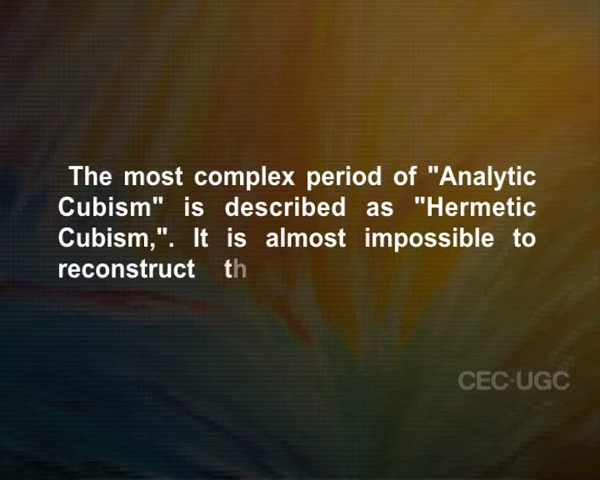 The most complex period of "Analytic
Cubism" is described as "Hermetic
Cubism,". It is almost impossible to
reconstruct th
CEC-UGC